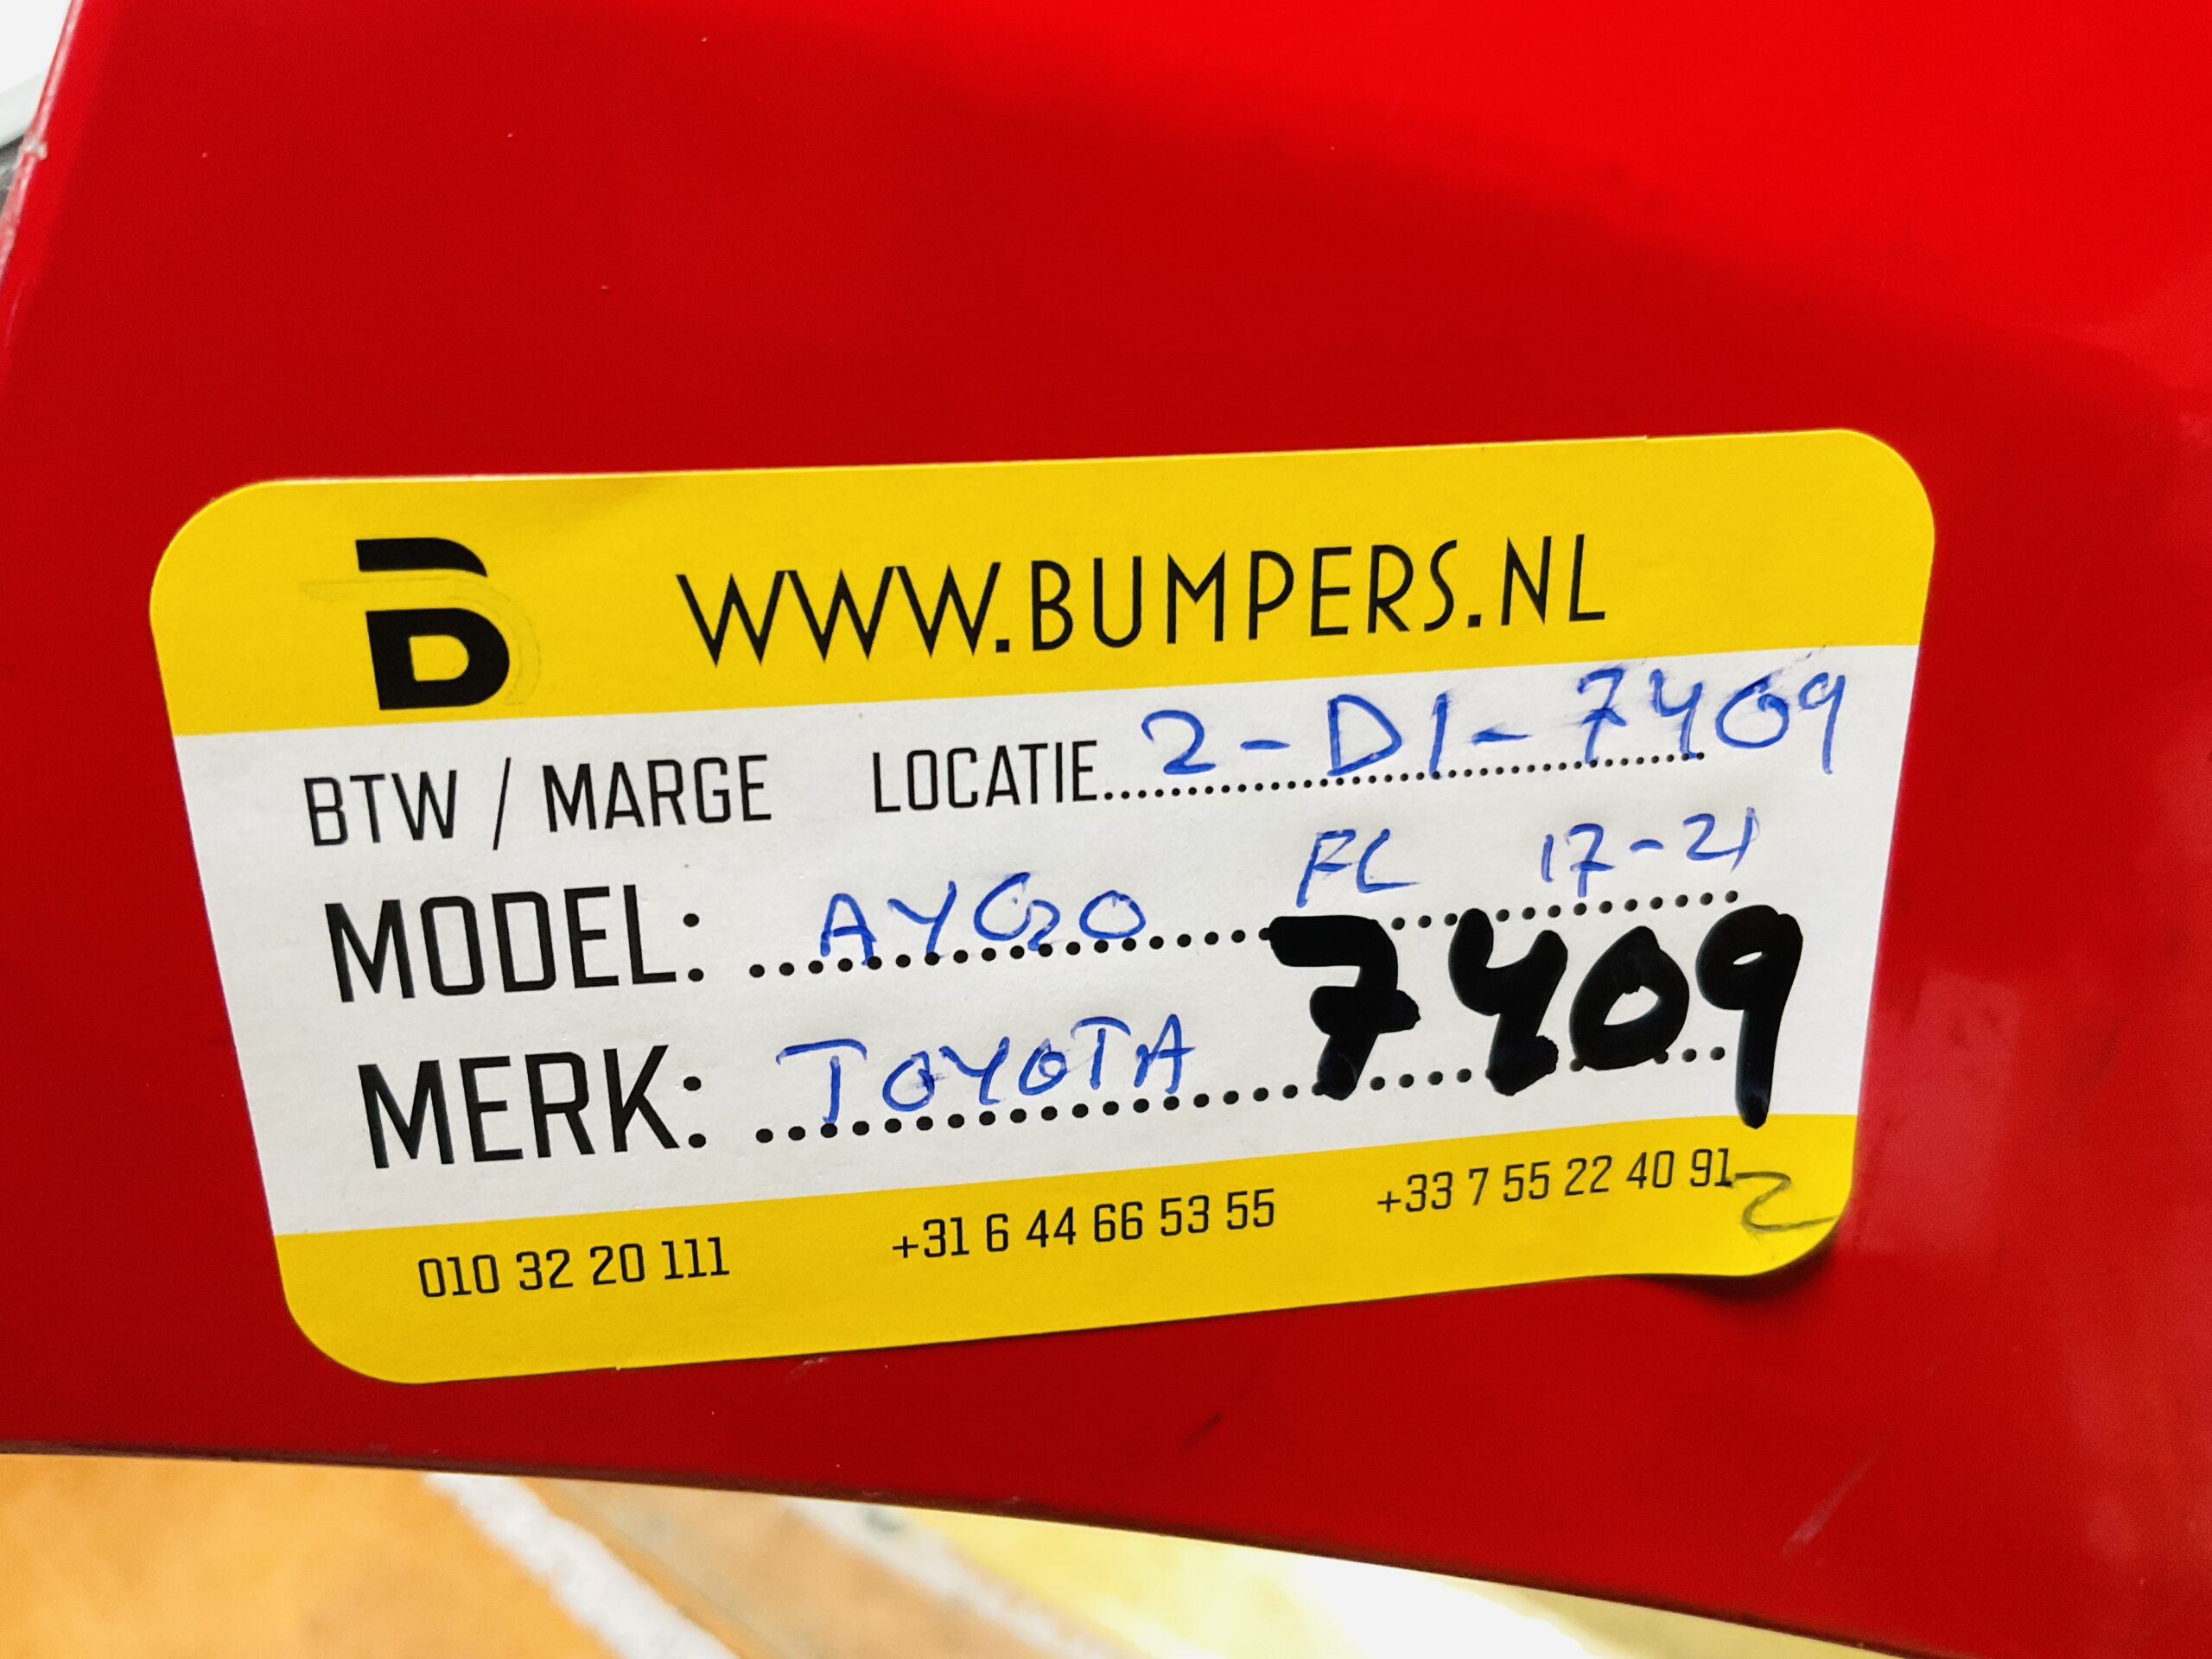 B WWW.BUMPERS.NL
BTW / MARGE LOCATIE 2-D1-7409
FL 17-21
MODEL: AYGO
7409
MERK: TOYOTA
010 32 20 111 +31 6 44 66 53 55 +33 7 55 22 40 91
2